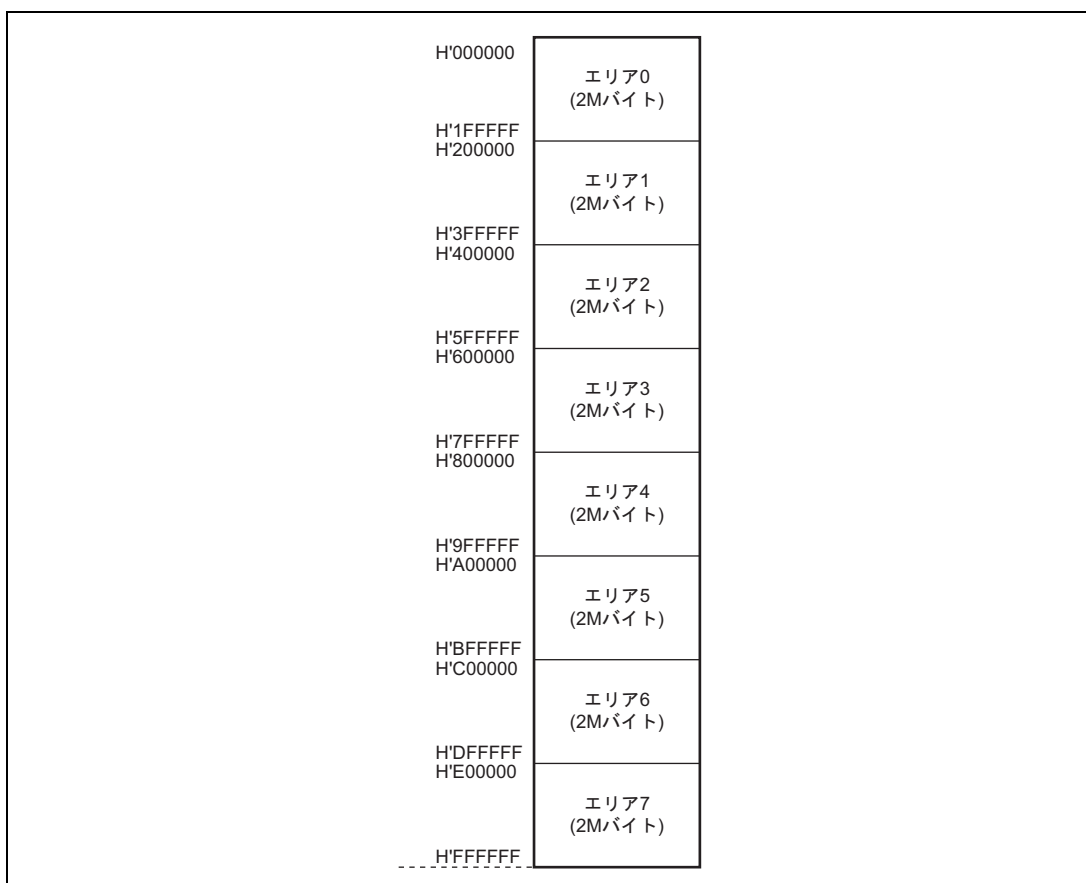 H'000000
エリア0
(2Mバイト)
H'1FFFFF
H'200000
エリア1
(2Mバイト)
H'3FFFFF
H'400000
エリア2
(2Mバイト)
H'5FFFFF
H'600000
エリア3
(2Mバイト)
H'7FFFFF
H'800000
エリア4
(2Mバイト)
H'9FFFFF
H'A00000
エリア5
(2Mバイト)
H'BFFFFF
H'C00000
エリア6
(2Mバイト)
H'DFFFFF
H'E00000
エリア7
(2Mバイト)
H'FFFFFF